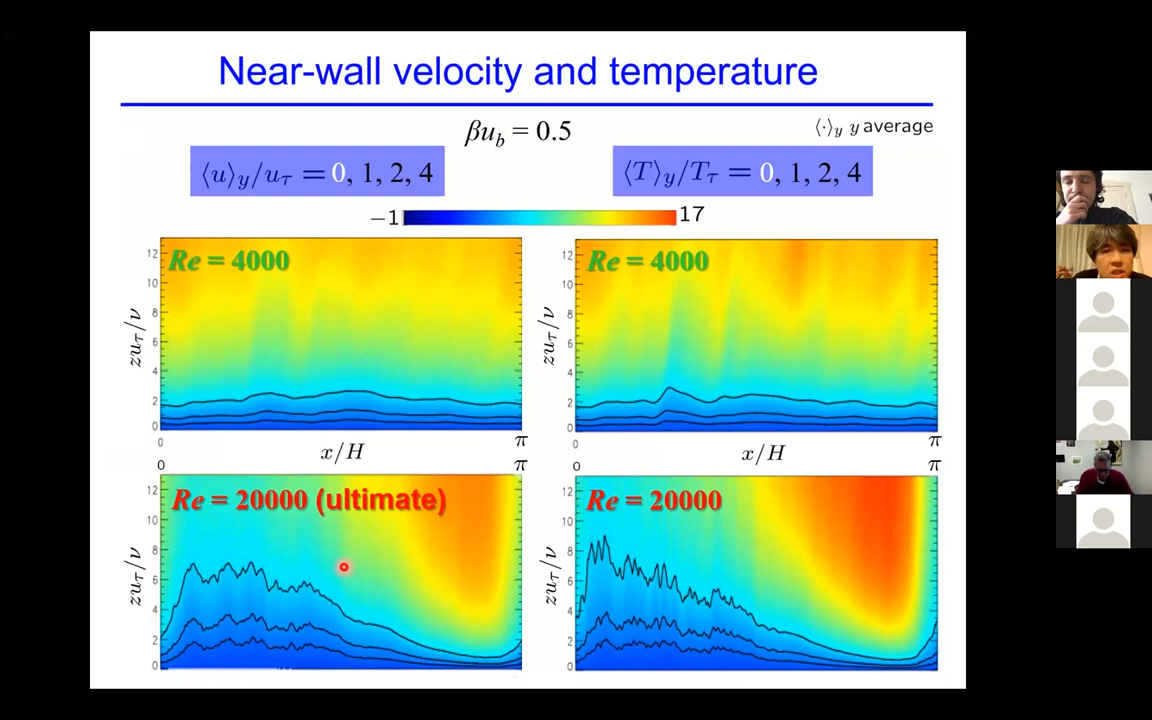 Near-wall velocity and temperature
βu_b = 0.5
⟨·⟩_y y average
⟨u⟩_y/u_τ = 0, 1, 2, 4
⟨T⟩_y/T_τ = 0, 1, 2, 4
−1
17
Re = 4000
12
10
8
6
4
2
0
zu_τ/ν
0
x/H
π
Re = 4000
12
10
8
6
4
2
0
zu_τ/ν
0
x/H
π
0
π
Re = 20000 (ultimate)
12
10
8
6
4
2
0
zu_τ/ν
0
π
Re = 20000
12
10
8
6
4
2
0
zu_τ/ν